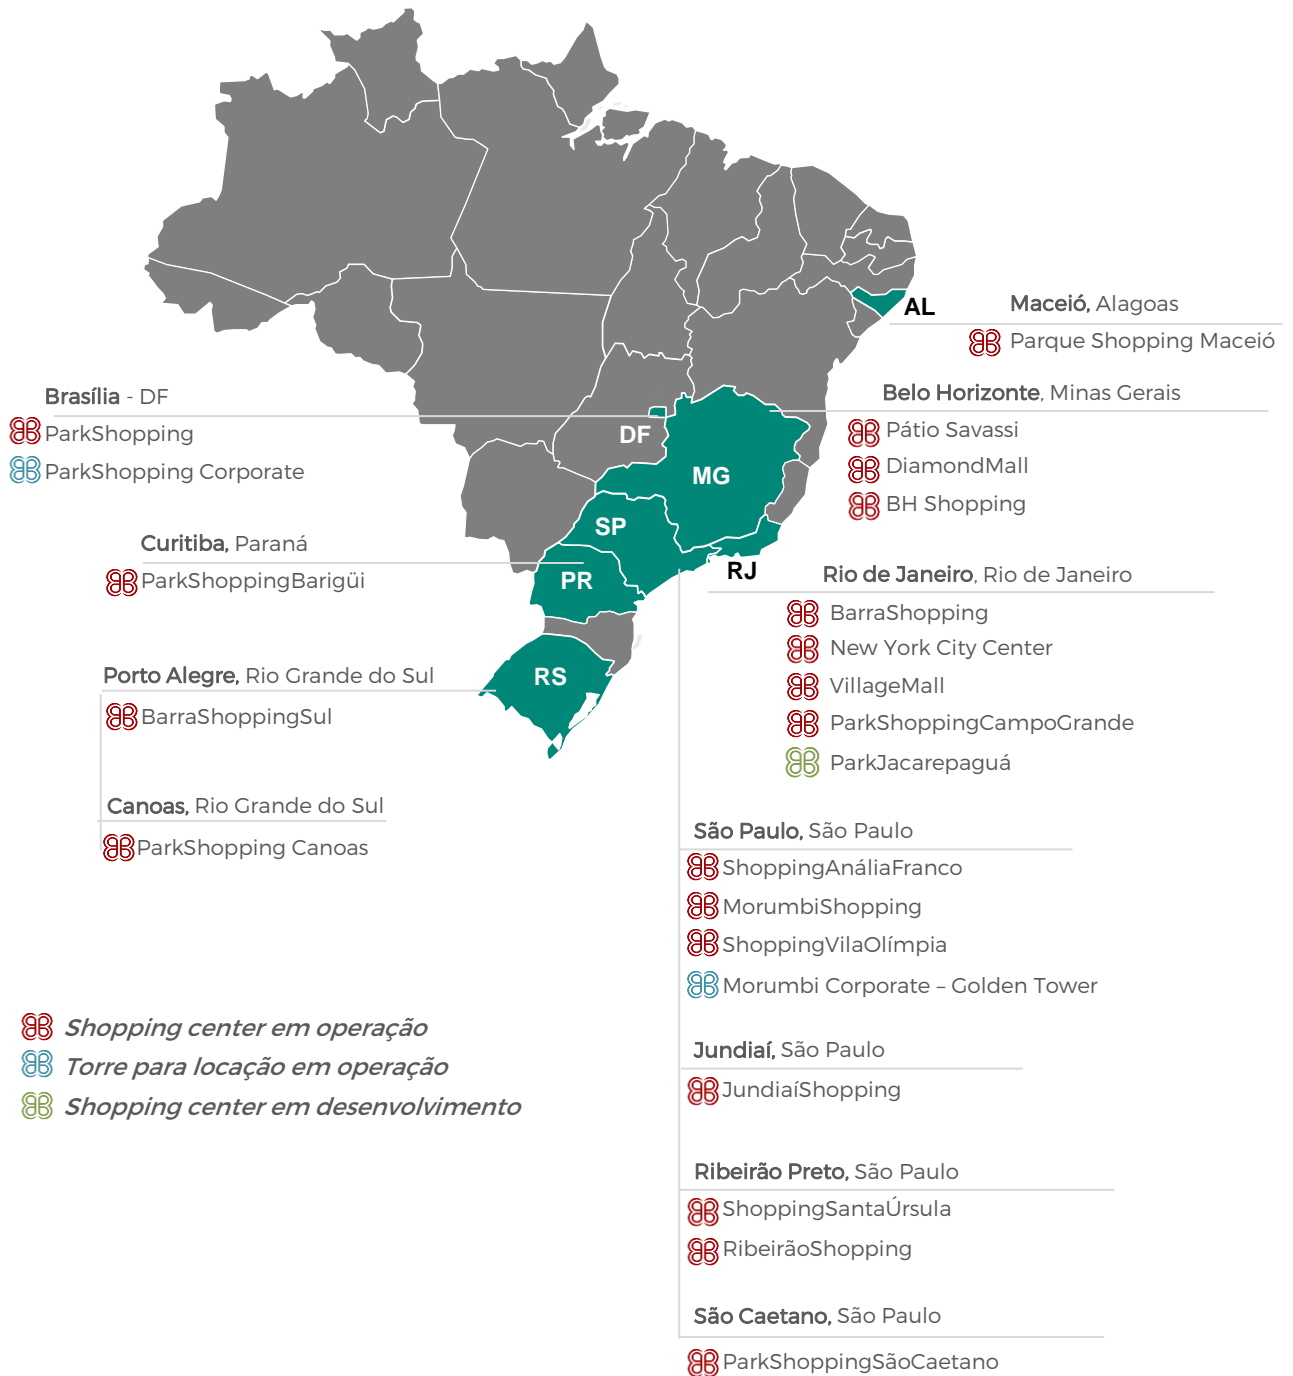 AL
Maceió, Alagoas
Parque Shopping Maceió
Brasília - DF
ParkShopping
ParkShopping Corporate
Belo Horizonte, Minas Gerais
Pátio Savassi
DiamondMall
BH Shopping
DF
MG
SP
PR
RJ
RS
Curitiba, Paraná
ParkShoppingBarigüi
Rio de Janeiro, Rio de Janeiro
BarraShopping
New York City Center
VillageMall
ParkShoppingCampoGrande
ParkJacarepaguá
Porto Alegre, Rio Grande do Sul
BarraShoppingSul
Canoas, Rio Grande do Sul
ParkShopping Canoas
São Paulo, São Paulo
ShoppingAnáliaFranco
MorumbiShopping
ShoppingVilaOlímpia
Morumbi Corporate – Golden Tower
Jundiaí, São Paulo
JundiaíShopping
Ribeirão Preto, São Paulo
ShoppingSantaÚrsula
RibeirãoShopping
São Caetano, São Paulo
ParkShoppingSãoCaetano
Shopping center em operação
Torre para locação em operação
Shopping center em desenvolvimento